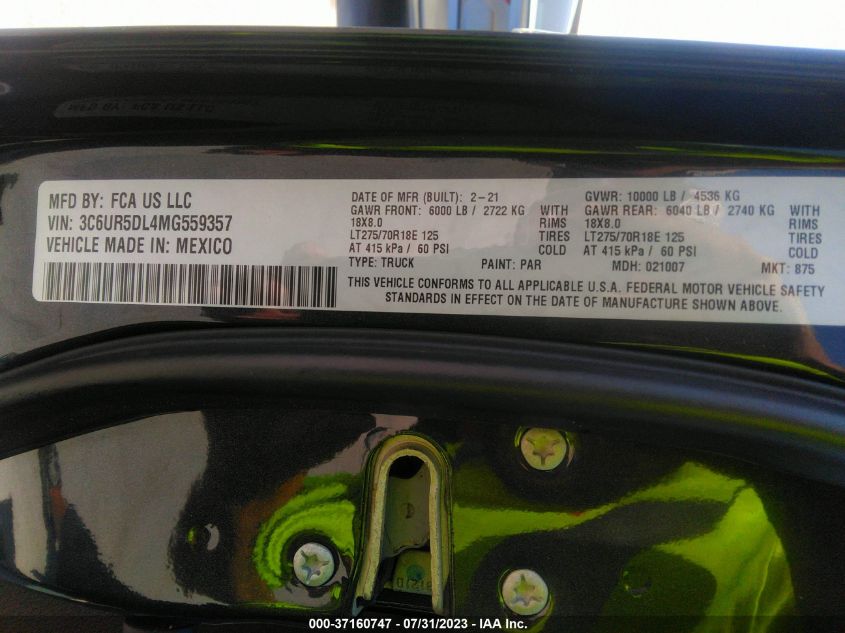 MFD BY: FCA US LLC
VIN: 3C6UR5DL4MG559357
VEHICLE MADE IN: MEXICO
DATE OF MFR (BUILT): 2-21 GVWR: 10000 LB / 4536 KG
GAWR FRONT: 6000 LB / 2722 KG WITH GAWR REAR: 6040 LB / 2740 KG WITH
18X8.0 RIMS 18X8.0 RIMS
LT275/70R18E 125 TIRES LT275/70R18E 125 TIRES
AT 415 kPa / 60 PSI COLD AT 415 kPa / 60 PSI COLD
TYPE: TRUCK PAINT: PAR MDH: 021007 MKT: 875
THIS VEHICLE CONFORMS TO ALL APPLICABLE U.S.A. FEDERAL MOTOR VEHICLE SAFETY
STANDARDS IN EFFECT ON THE DATE OF MANUFACTURE SHOWN ABOVE.
000-37160747 - 07/31/2023 - IAA Inc.